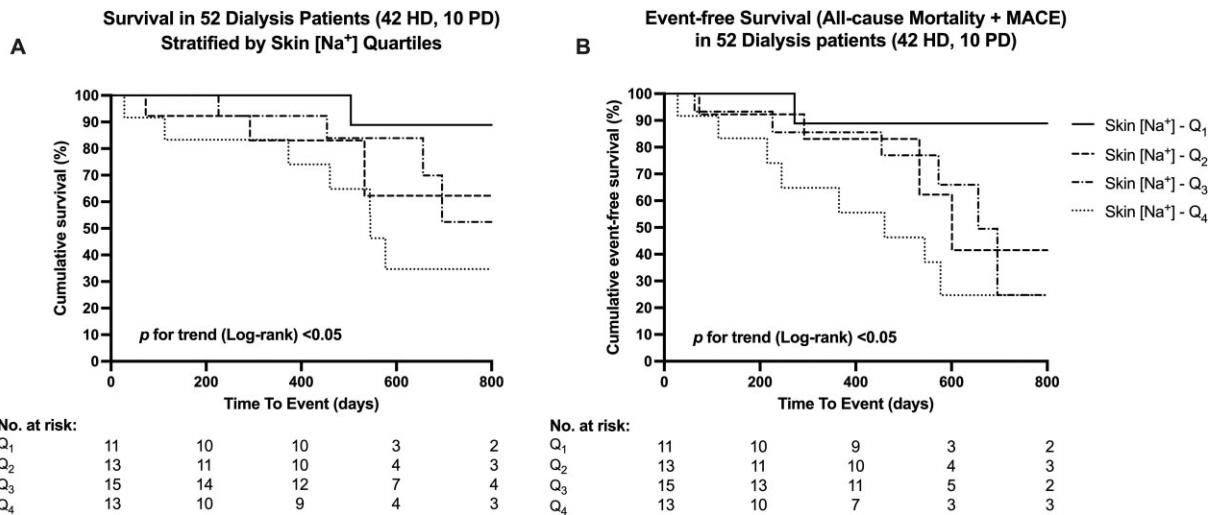 A
Survival in 52 Dialysis Patients (42 HD, 10 PD)
Stratified by Skin [Na⁺] Quartiles
Cumulative survival (%)
100
90
80
70
60
50
40
30
20
10
0
p for trend (Log-rank) <0.05
0 200 400 600 800
Time To Event (days)
No. at risk:
Q₁ 11 10 10 3 2
Q₂ 13 11 10 4 3
Q₃ 15 14 12 7 4
Q₄ 13 10 9 4 3
B
Event-free Survival (All-cause Mortality + MACE)
in 52 Dialysis patients (42 HD, 10 PD)
Cumulative event-free survival (%)
100
90
80
70
60
50
40
30
20
10
0
p for trend (Log-rank) <0.05
0 200 400 600 800
Time To Event (days)
Skin [Na⁺] - Q₁
Skin [Na⁺] - Q₂
Skin [Na⁺] - Q₃
Skin [Na⁺] - Q₄
No. at risk:
Q₁ 11 10 9 3 2
Q₂ 13 11 10 4 3
Q₃ 15 13 11 5 2
Q₄ 13 10 7 3 3